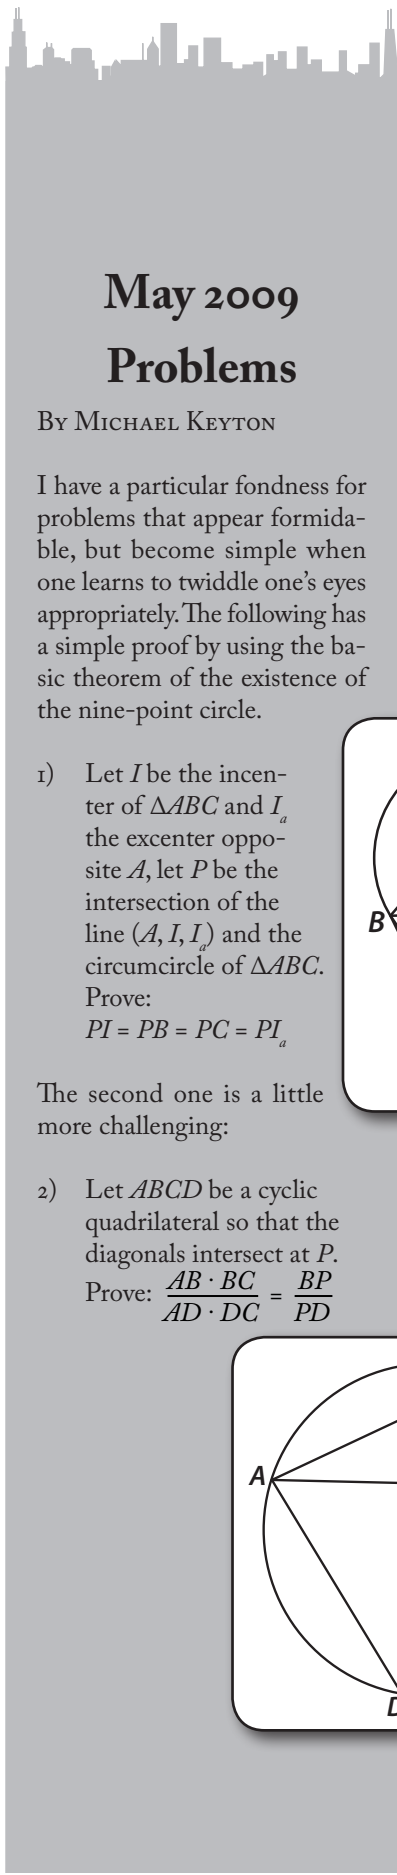 May 2009
Problems
By Michael Keyton
I have a particular fondness for
problems that appear formida-
ble, but become simple when
one learns to twiddle one's eyes
appropriately. The following has
a simple proof by using the ba-
sic theorem of the existence of
the nine-point circle.
1) Let I be the incen-
ter of ΔABC and Iₐ
the excenter oppo-
site A, let P be the
intersection of the
line (A, I, Iₐ) and the
circumcircle of ΔABC.
Prove:
PI = PB = PC = PIₐ
B
The second one is a little
more challenging:
2) Let ABCD be a cyclic
quadrilateral so that the
diagonals intersect at P.
Prove: AB · BC / AD · DC = BP / PD
A
D